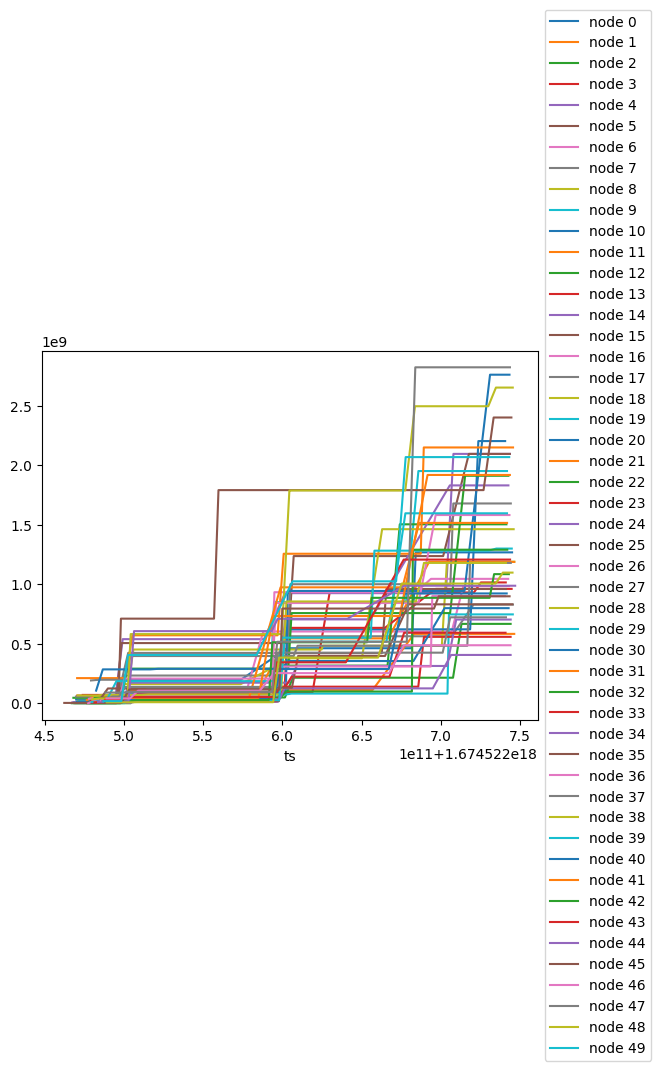 1e9
2.5
2.0
1.5
1.0
0.5
0.0
4.5 5.0 5.5 6.0 6.5 7.0 7.5
ts
1e11+1.674522e18
node 0
node 1
node 2
node 3
node 4
node 5
node 6
node 7
node 8
node 9
node 10
node 11
node 12
node 13
node 14
node 15
node 16
node 17
node 18
node 19
node 20
node 21
node 22
node 23
node 24
node 25
node 26
node 27
node 28
node 29
node 30
node 31
node 32
node 33
node 34
node 35
node 36
node 37
node 38
node 39
node 40
node 41
node 42
node 43
node 44
node 45
node 46
node 47
node 48
node 49